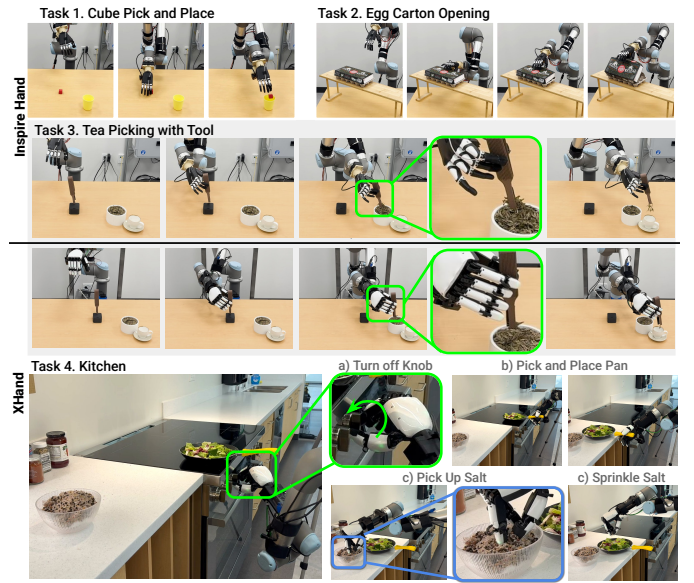 Task 1. Cube Pick and Place
Task 2. Egg Carton Opening
Inspire Hand
Task 3. Tea Picking with Tool
XHand
Task 4. Kitchen
a) Turn off Knob
b) Pick and Place Pan
c) Pick Up Salt
c) Sprinkle Salt